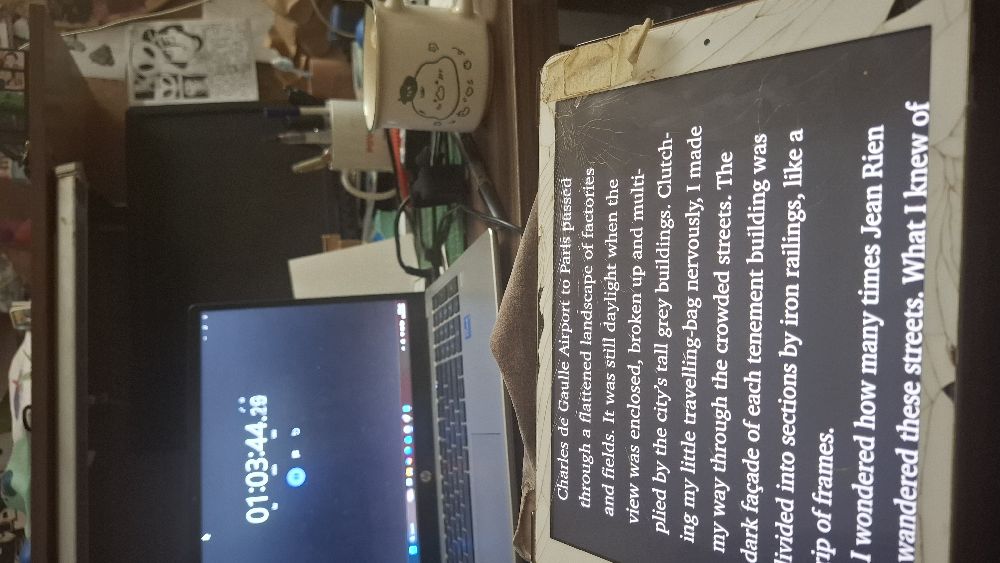 Charles de Gaulle Airport to Paris passed
through a flattened landscape of factories
and fields. It was still daylight when the
view was enclosed, broken up and multi-
plied by the city's tall grey buildings. Clutch-
ing my little travelling-bag nervously, I made
my way through the crowded streets. The
dark façade of each tenement building was
divided into sections by iron railings, like a
rip of frames.
I wondered how many times Jean Rien
wandered these streets. What I knew of
01:03:44.29
hp